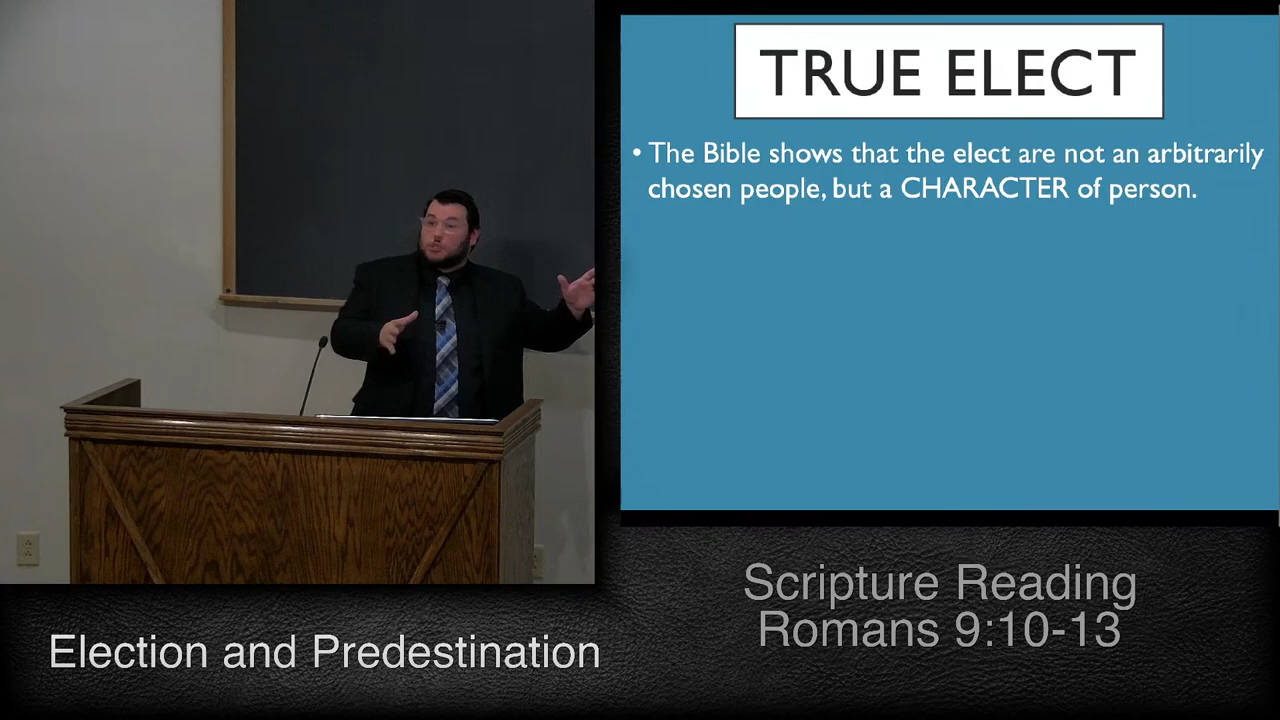 TRUE ELECT
• The Bible shows that the elect are not an arbitrarily
chosen people, but a CHARACTER of person.
Scripture Reading
Romans 9:10-13
Election and Predestination